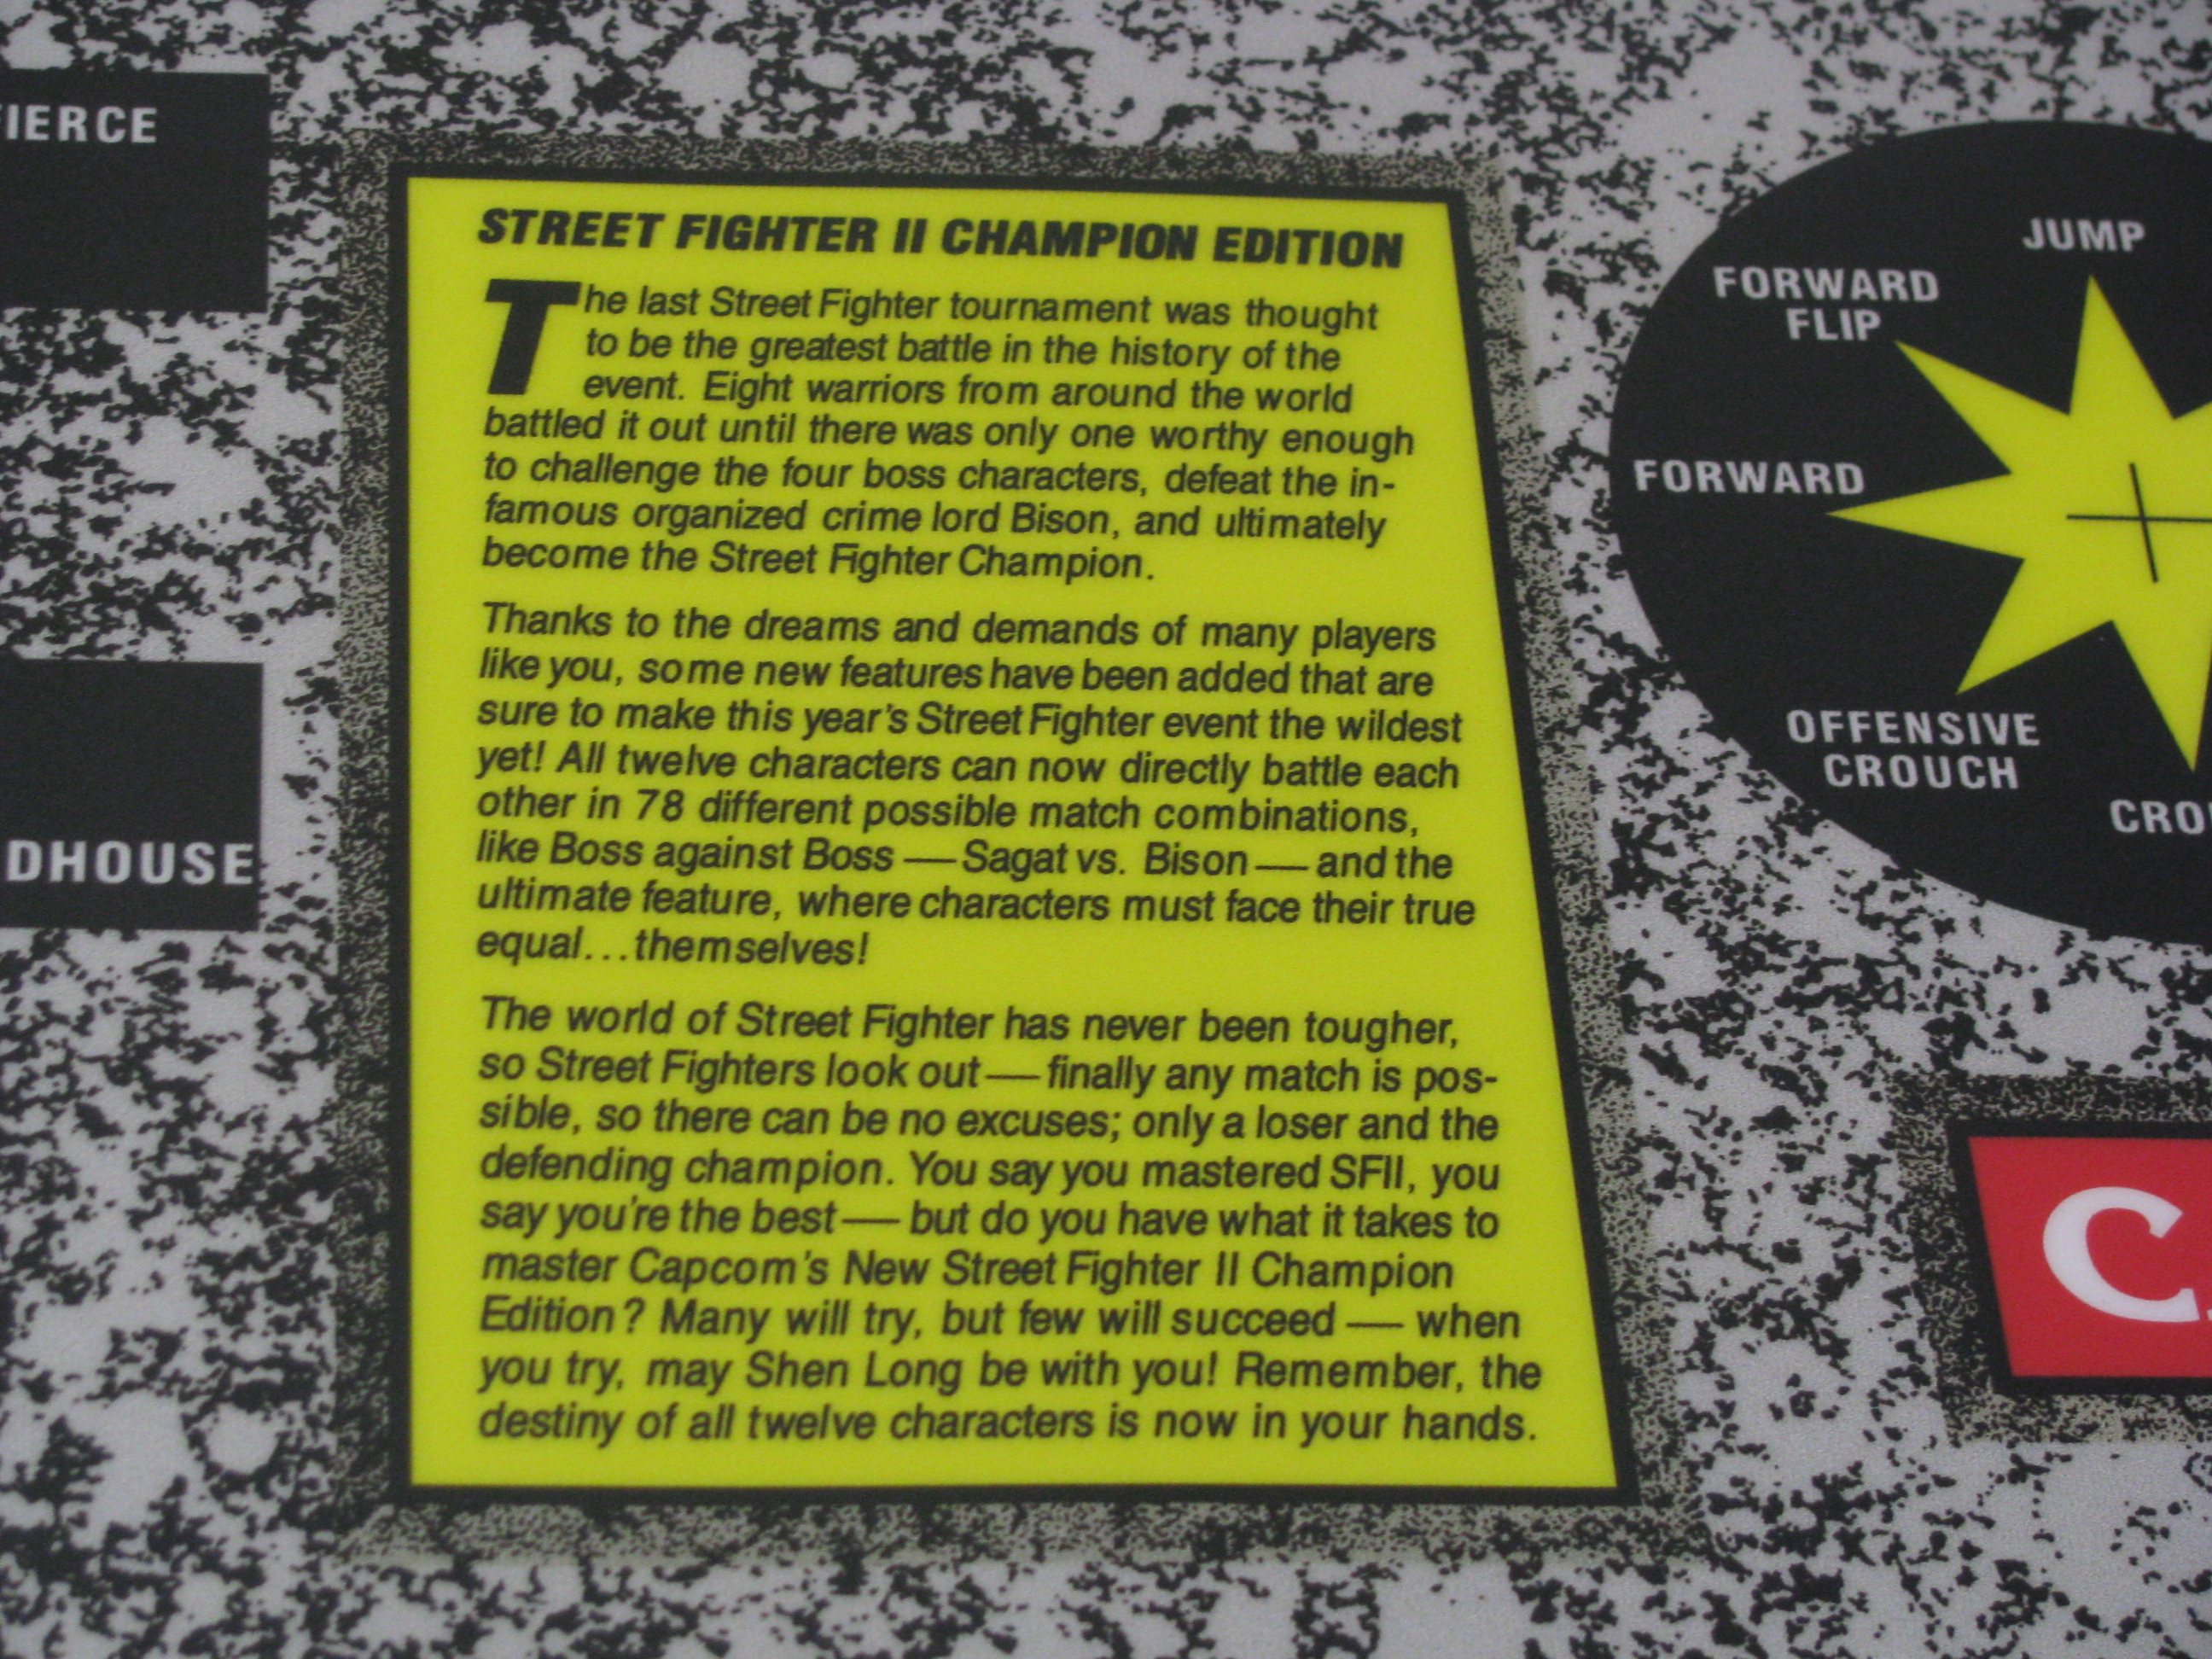 FIERCE
DHOUSE
STREET FIGHTER II CHAMPION EDITION
The last Street Fighter tournament was thought
to be the greatest battle in the history of the
event. Eight warriors from around the world
battled it out until there was only one worthy enough
to challenge the four boss characters, defeat the in-
famous organized crime lord Bison, and ultimately
become the Street Fighter Champion.
Thanks to the dreams and demands of many players
like you, some new features have been added that are
sure to make this year's Street Fighter event the wildest
yet! All twelve characters can now directly battle each
other in 78 different possible match combinations,
like Boss against Boss — Sagat vs. Bison — and the
ultimate feature, where characters must face their true
equal...themselves!
The world of Street Fighter has never been tougher,
so Street Fighters look out — finally any match is pos-
sible, so there can be no excuses; only a loser and the
defending champion. You say you mastered SFII, you
say you're the best — but do you have what it takes to
master Capcom's New Street Fighter II Champion
Edition? Many will try, but few will succeed — when
you try, may Shen Long be with you! Remember, the
destiny of all twelve characters is now in your hands.
JUMP
FORWARD
FLIP
FORWARD
OFFENSIVE
CROUCH
CRO
C